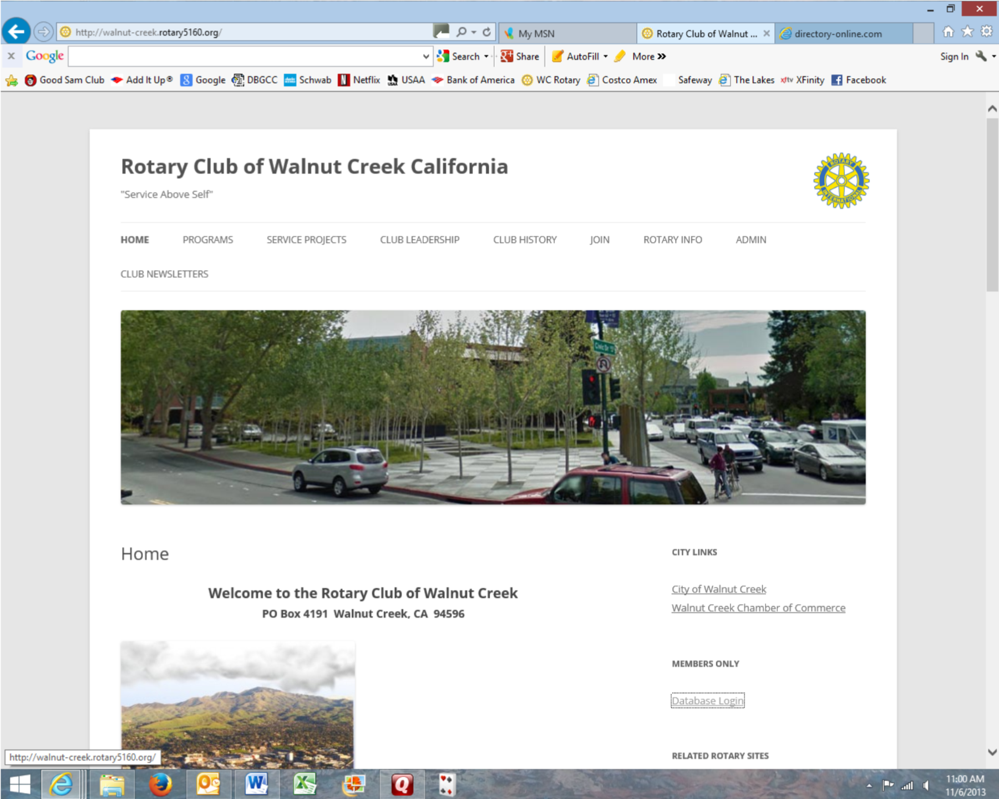 http://walnut-creek.rotary5160.org/
My MSN
Rotary Club of Walnut ...
directory-online.com
Google
Search
Share
AutoFill
More »
Sign In
Good Sam Club
Add It Up®
Google
DBGCC
Schwab
Netflix
USAA
Bank of America
WC Rotary
Costco Amex
Safeway
The Lakes
xftv XFinity
Facebook
Rotary Club of Walnut Creek California
"Service Above Self"
ROTARY
INTERNATIONAL
HOME
PROGRAMS
SERVICE PROJECTS
CLUB LEADERSHIP
CLUB HISTORY
JOIN
ROTARY INFO
ADMIN
CLUB NEWSLETTERS
Civic Dr
Home
Welcome to the Rotary Club of Walnut Creek
PO Box 4191 Walnut Creek, CA 94596
CITY LINKS
City of Walnut Creek
Walnut Creek Chamber of Commerce
MEMBERS ONLY
Database Login
RELATED ROTARY SITES
http://walnut-creek.rotary5160.org/
11:00 AM
11/6/2013